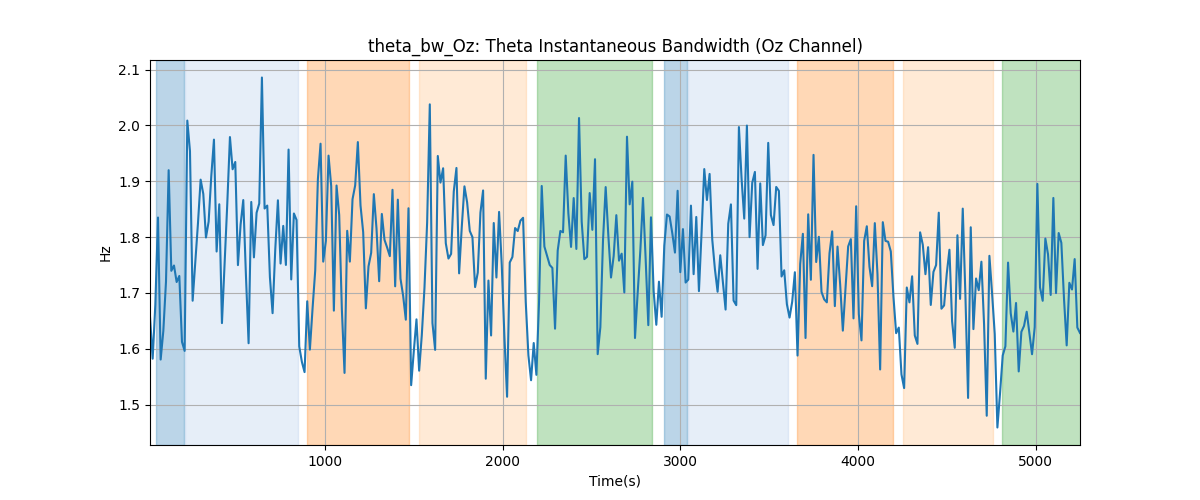 theta_bw_Oz: Theta Instantaneous Bandwidth (Oz Channel)
Hz
2.1
2.0
1.9
1.8
1.7
1.6
1.5
1000 2000 3000 4000 5000
Time(s)